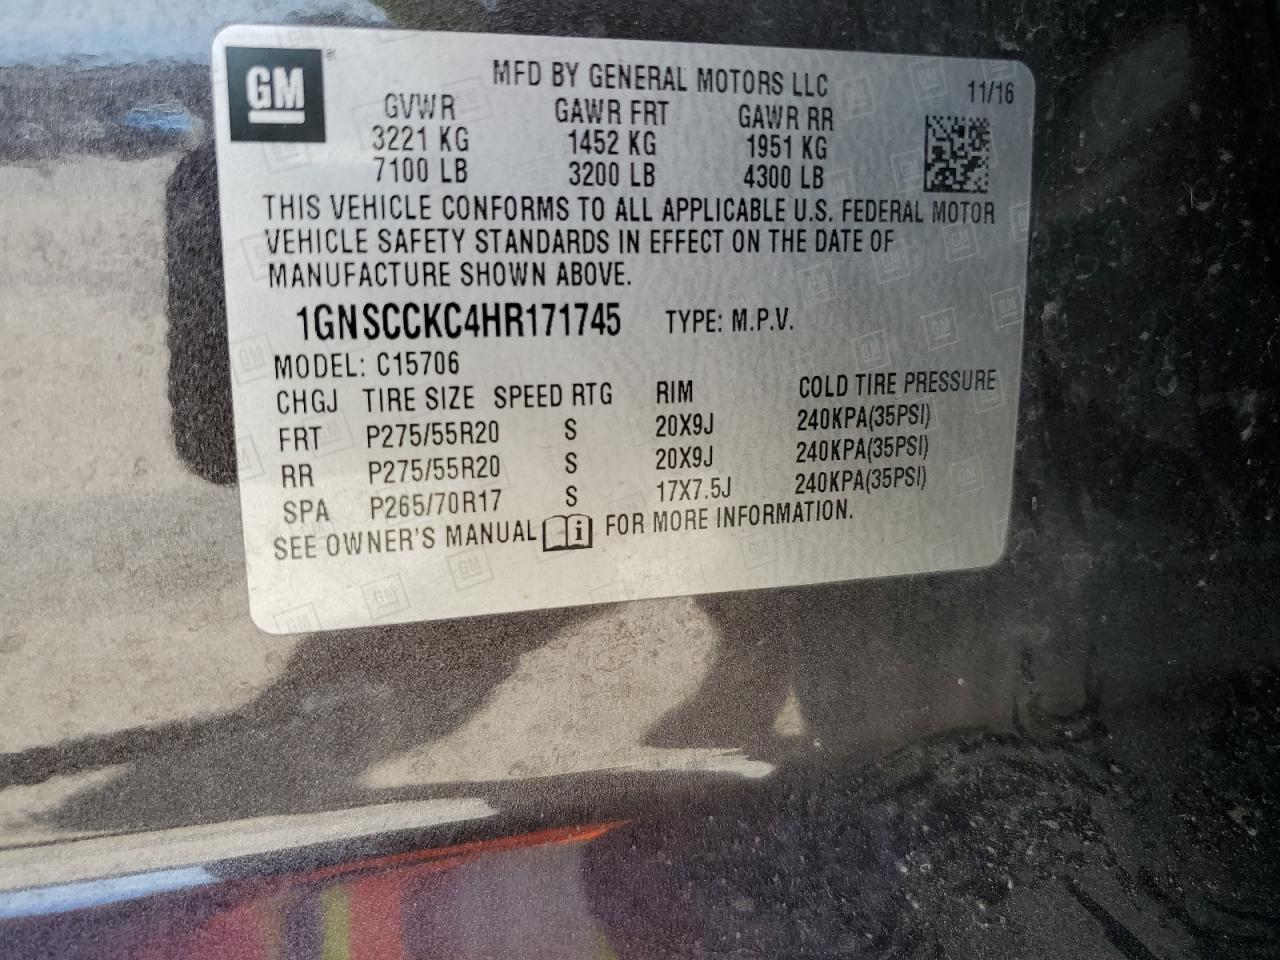 GM
MFD BY GENERAL MOTORS LLC
11/16
GVWR GAWR FRT GAWR RR
3221 KG 1452 KG 1951 KG
7100 LB 3200 LB 4300 LB
THIS VEHICLE CONFORMS TO ALL APPLICABLE U.S. FEDERAL MOTOR
VEHICLE SAFETY STANDARDS IN EFFECT ON THE DATE OF
MANUFACTURE SHOWN ABOVE.
1GNSCCKC4HR171745 TYPE: M.P.V.
MODEL: C15706
CHGJ TIRE SIZE SPEED RTG RIM COLD TIRE PRESSURE
FRT P275/55R20 S 20X9J 240KPA(35PSI)
RR P275/55R20 S 20X9J 240KPA(35PSI)
SPA P265/70R17 S 17X7.5J 240KPA(35PSI)
SEE OWNER'S MANUAL i FOR MORE INFORMATION.